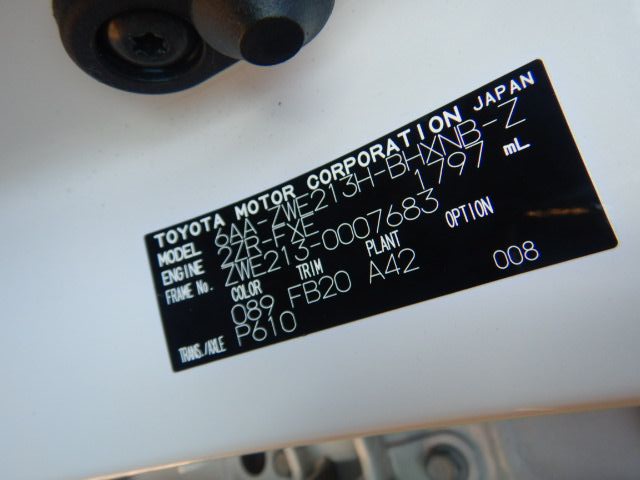 TOYOTA MOTOR CORPORATION JAPAN
MODEL 6AA-ZWE213H-BHXNB-Z
ENGINE 2ZR-FXE 1797 mL
FRAME No. ZWE213-0007683
COLOR TRIM PLANT OPTION
089 FB20 A42
TRANS./AXLE P610 008